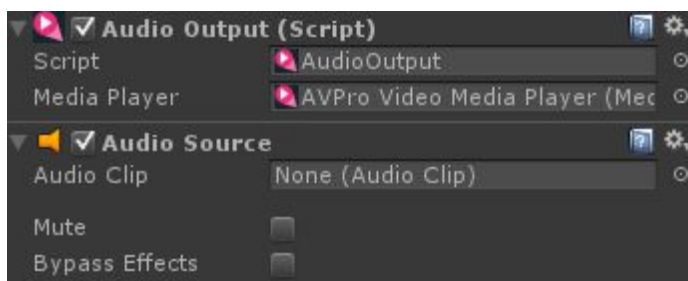 Audio Output (Script)
Script AudioOutput
Media Player AVPro Video Media Player (Mec
Audio Source
Audio Clip None (Audio Clip)
Mute
Bypass Effects